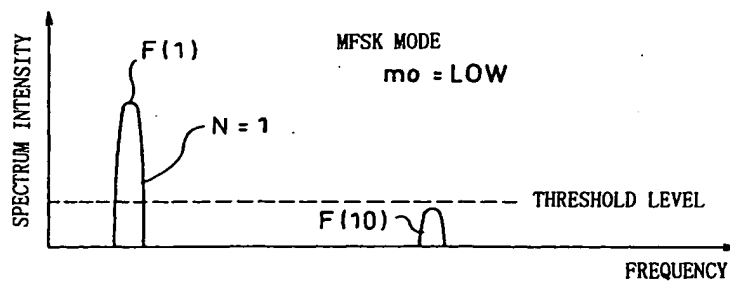 MFSK MODE
mo = LOW
F(1)
N = 1
SPECTRUM INTENSITY
THRESHOLD LEVEL
F(10)
FREQUENCY